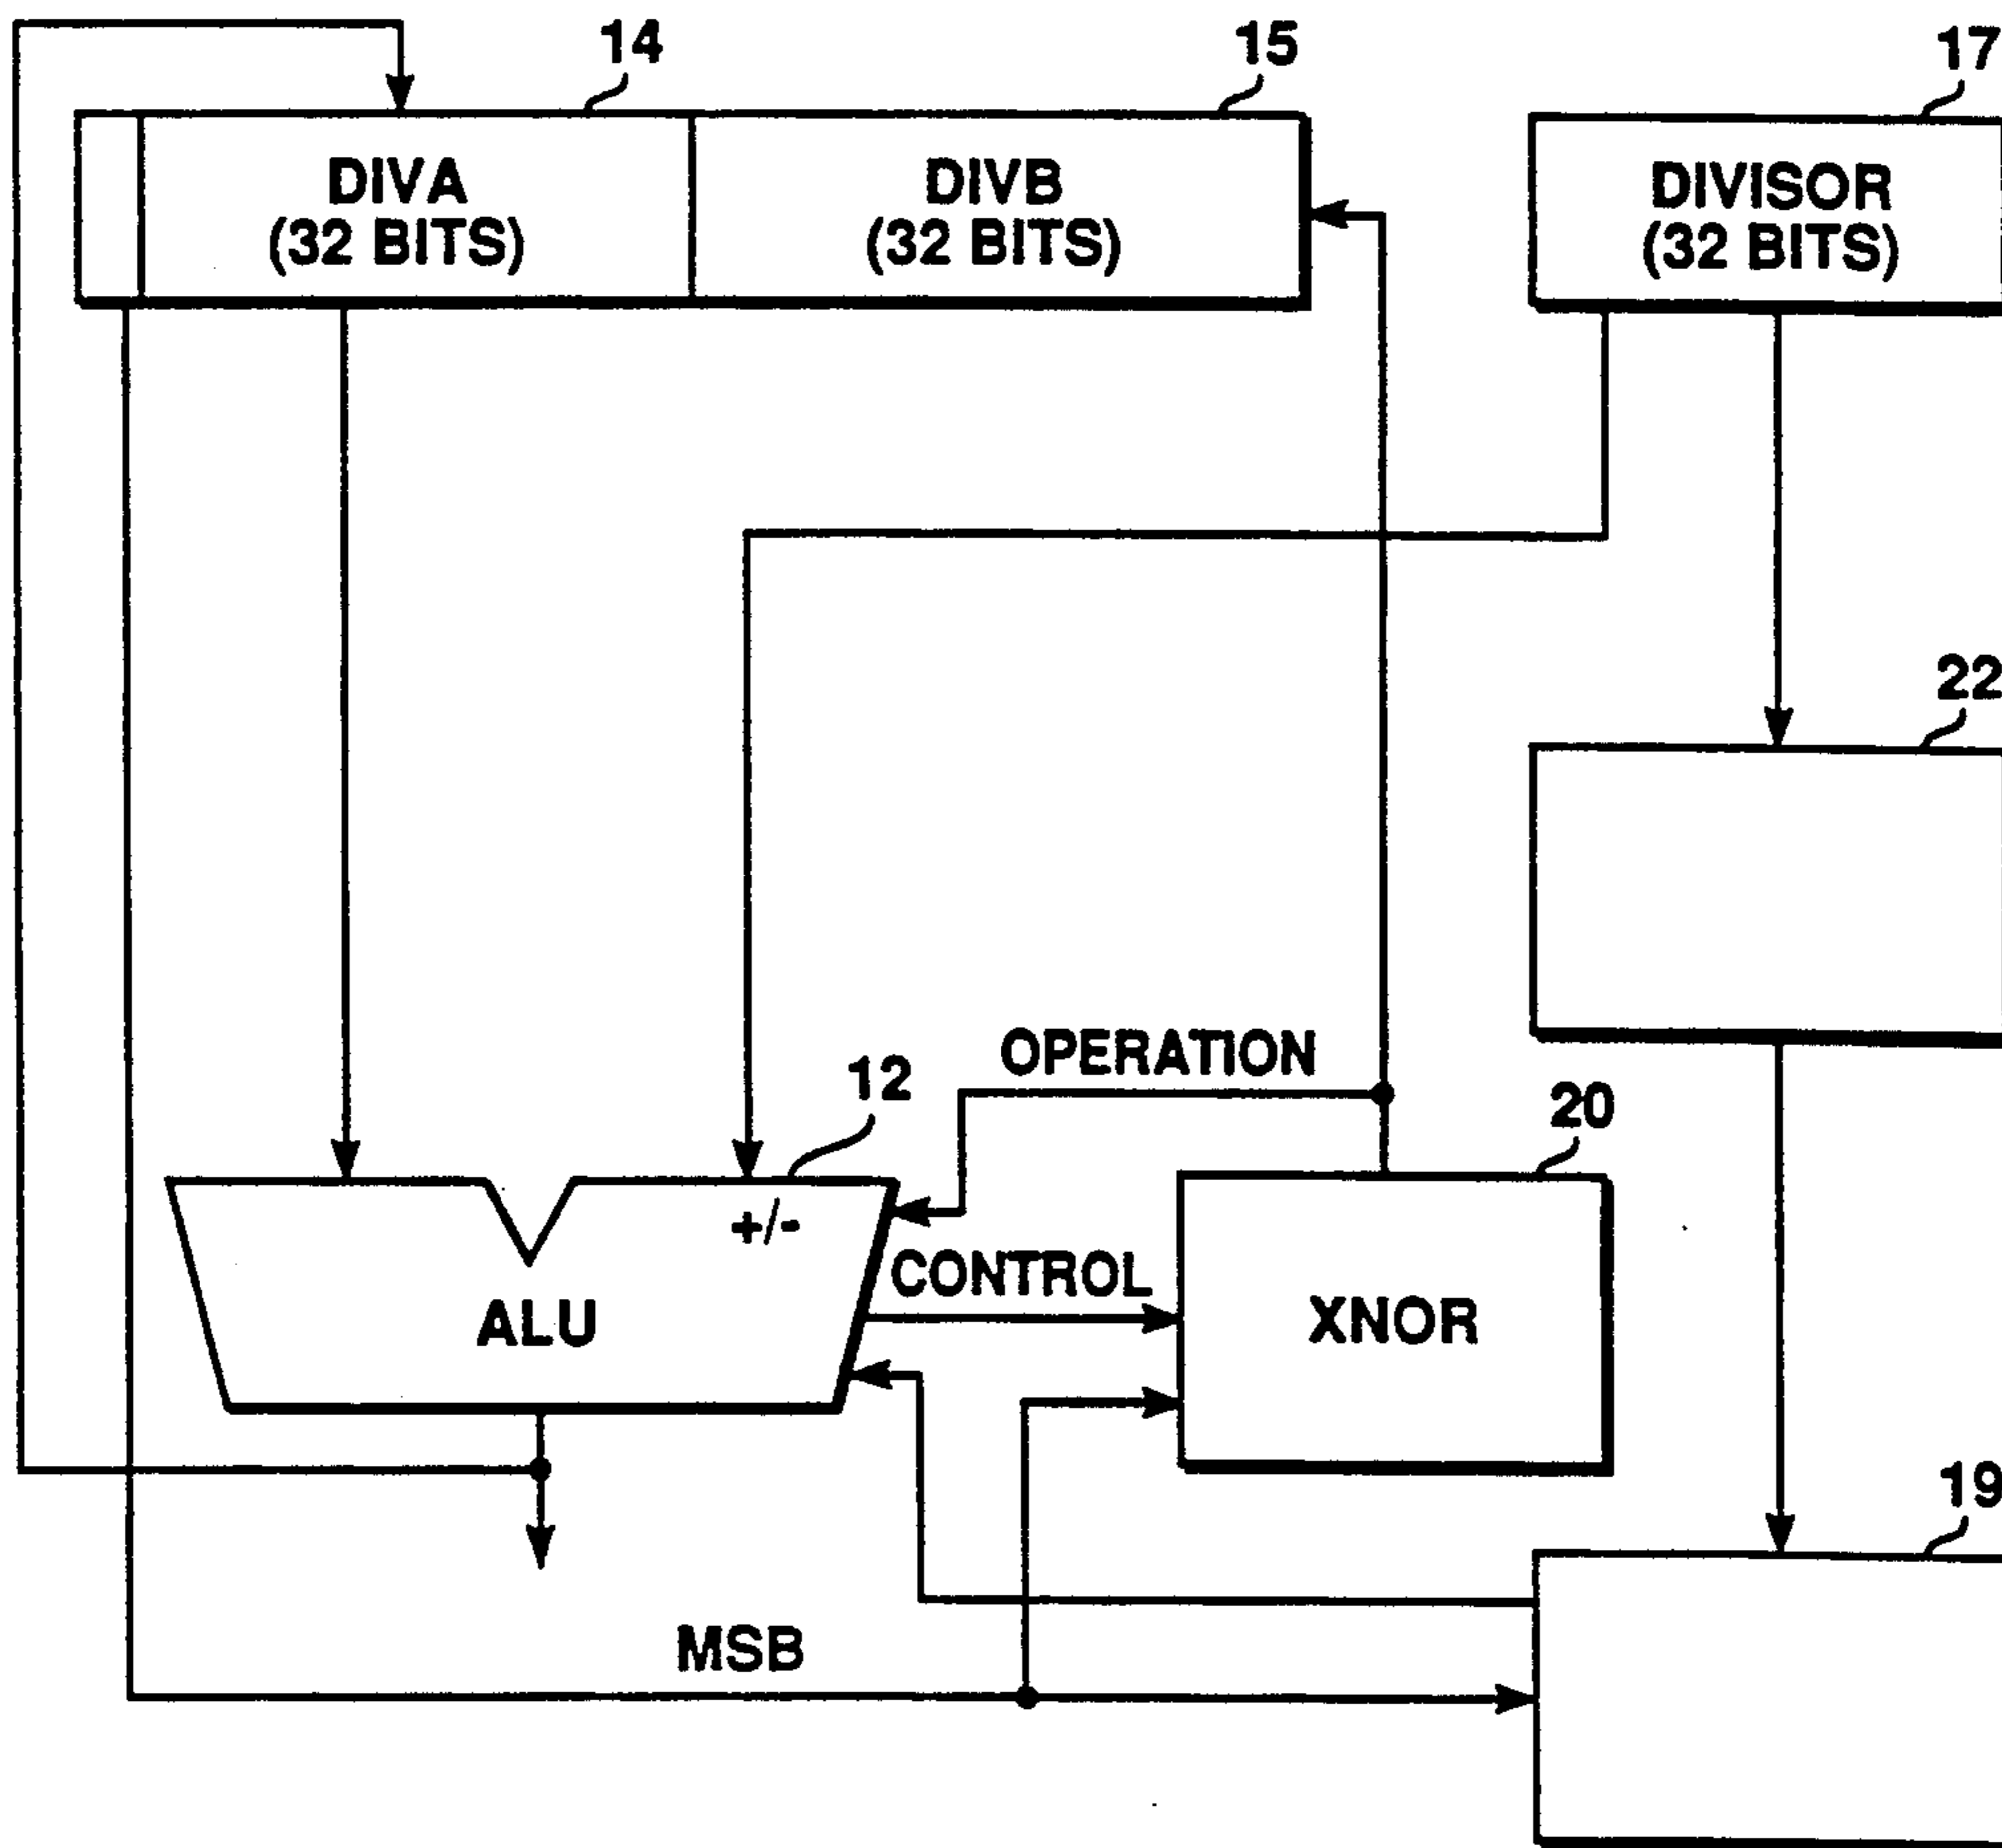 14
15
17
DIVA
(32 BITS)
DIVB
(32 BITS)
DIVISOR
(32 BITS)
22
OPERATION
12
20
+/-
CONTROL
ALU
XNOR
19
MSB